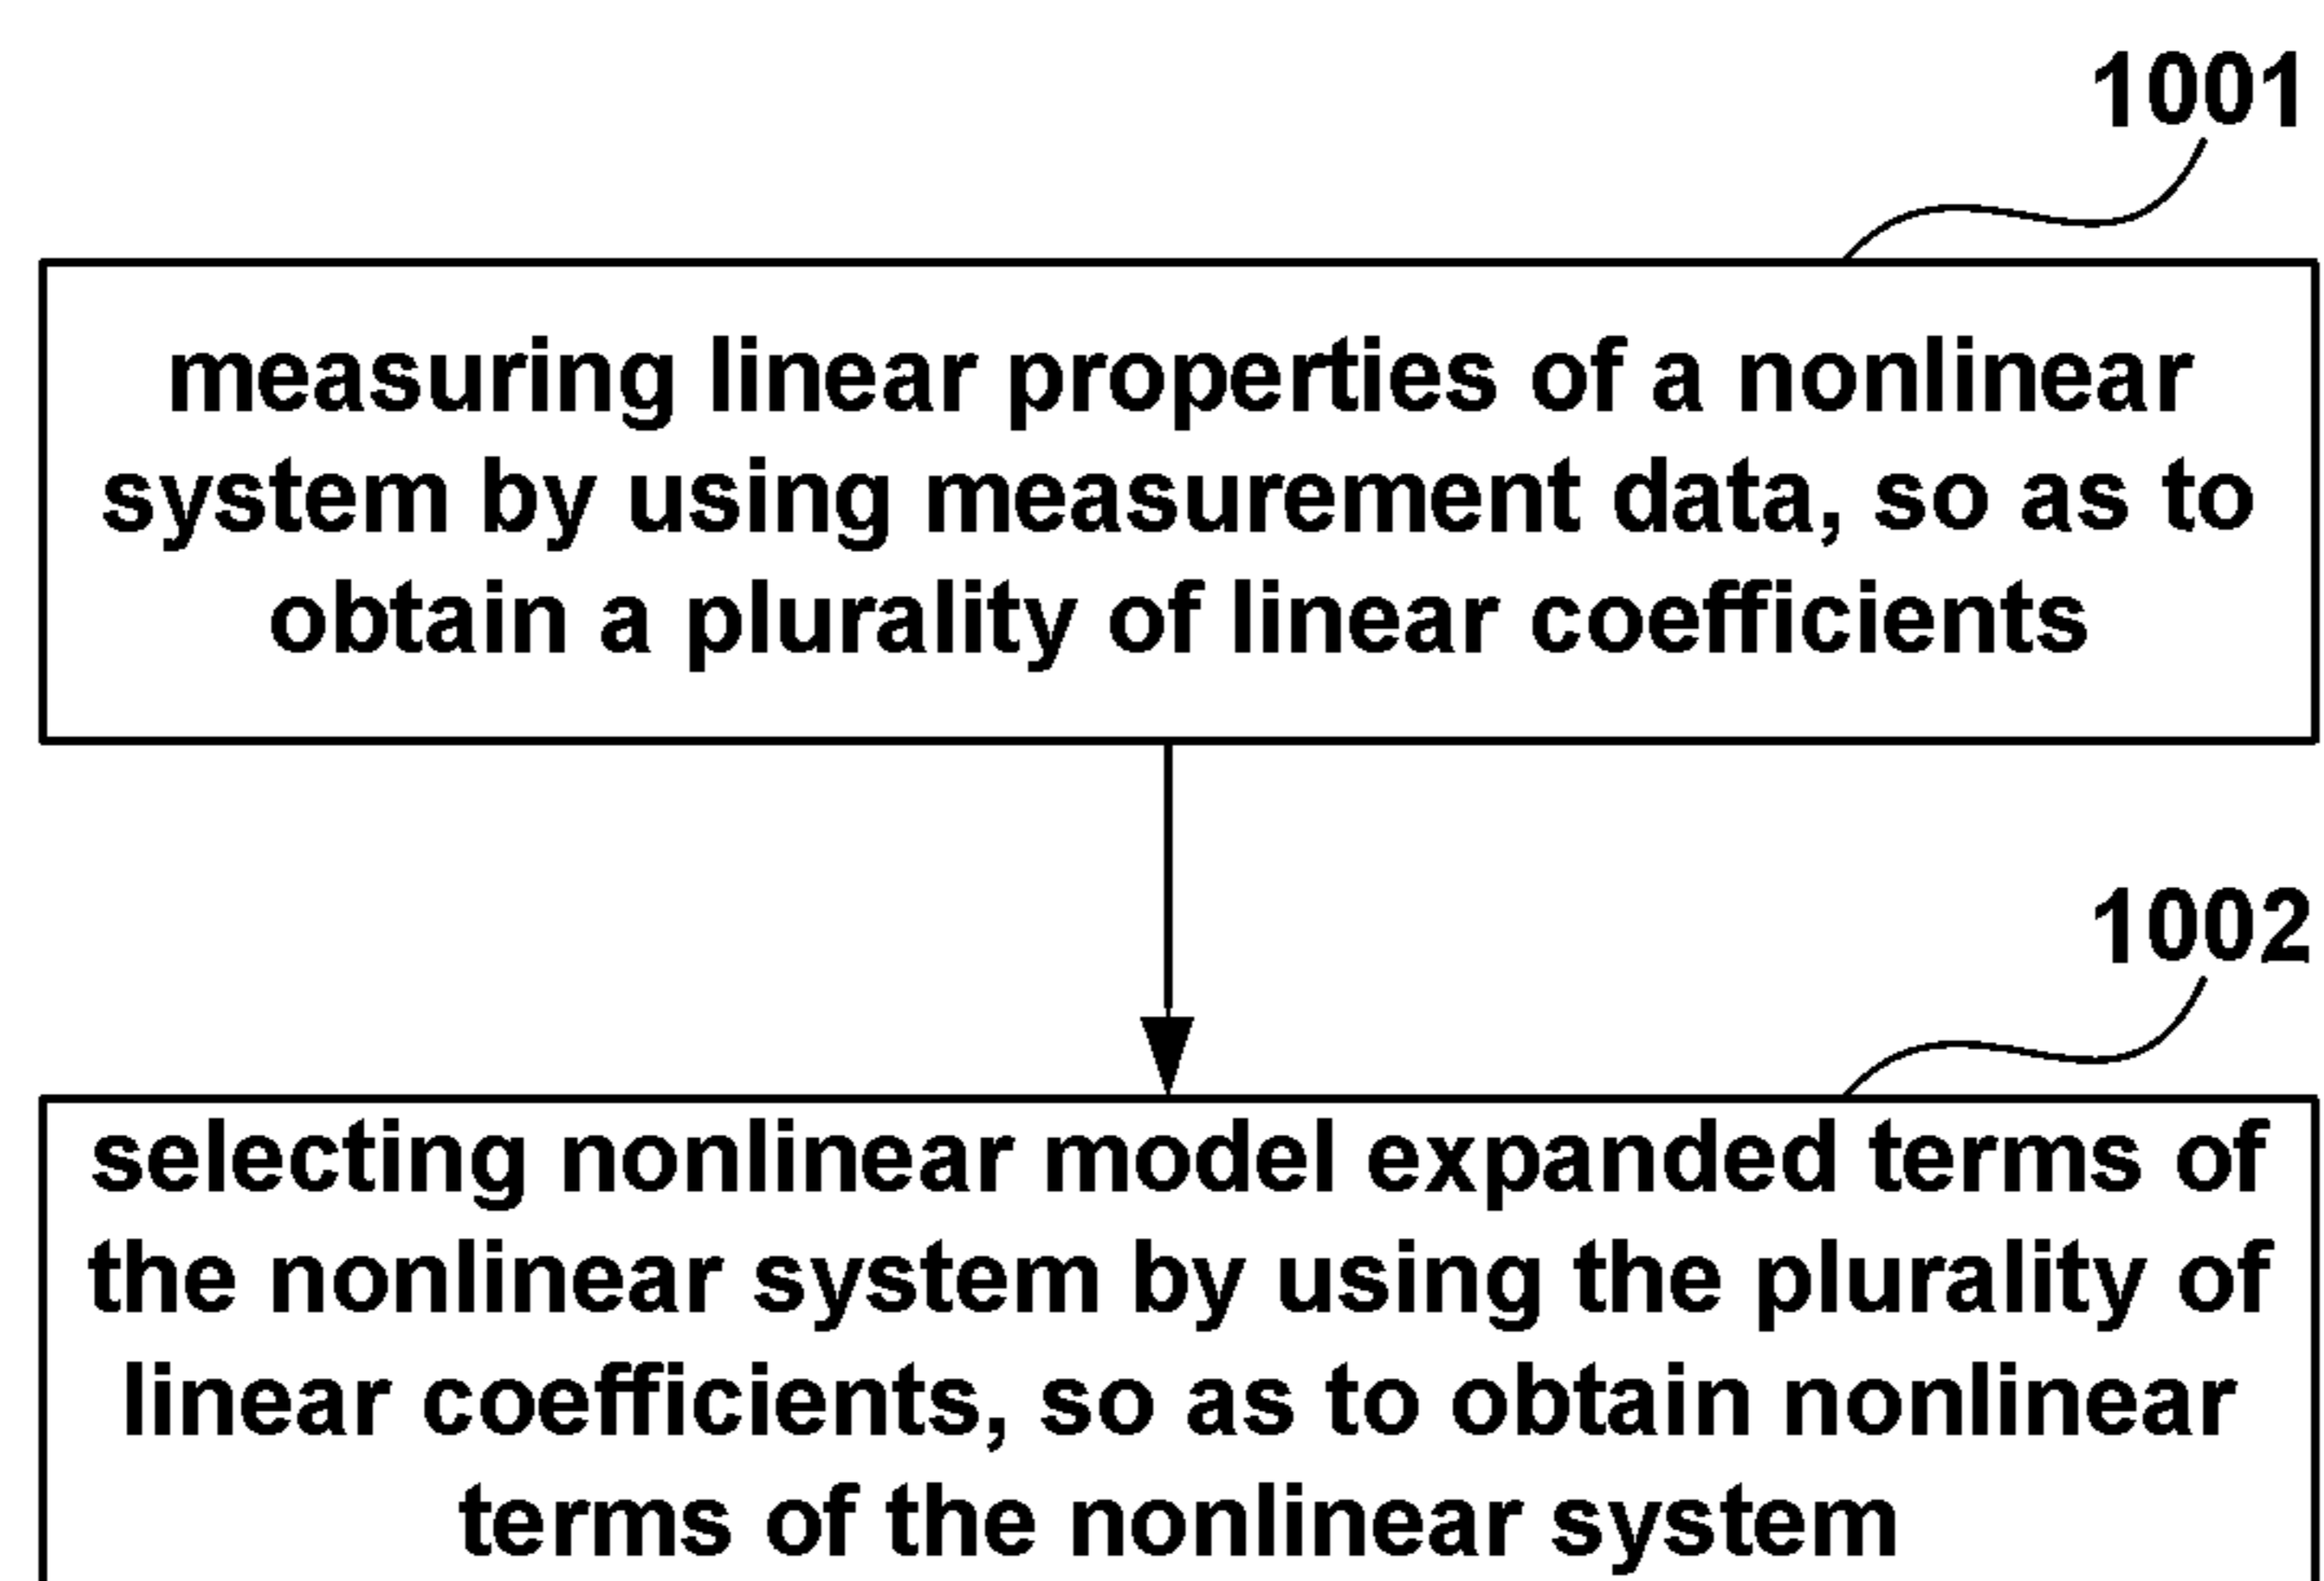 1001
measuring linear properties of a nonlinear
system by using measurement data, so as to
obtain a plurality of linear coefficients
1002
selecting nonlinear model expanded terms of
the nonlinear system by using the plurality of
linear coefficients, so as to obtain nonlinear
terms of the nonlinear system